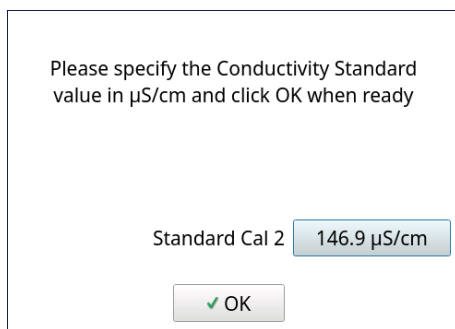 Please specify the Conductivity Standard
value in µS/cm and click OK when ready
Standard Cal 2 146.9 µS/cm
OK